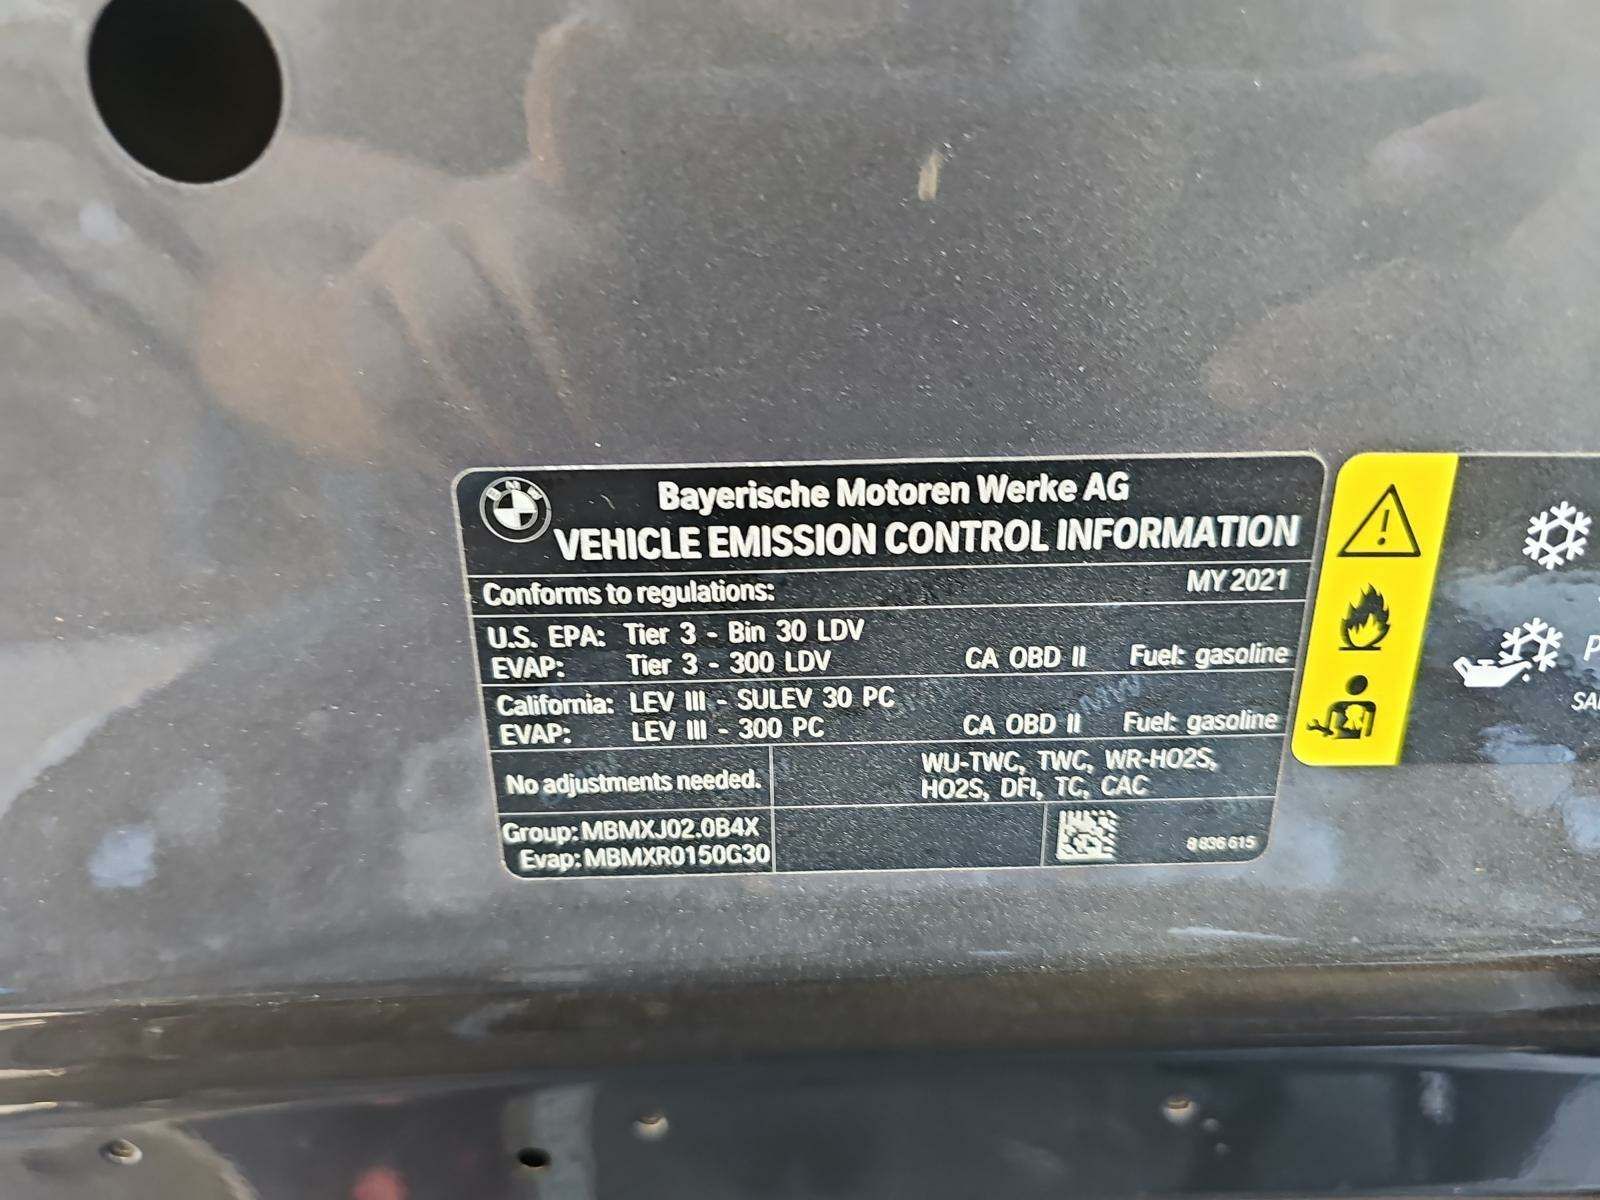 BMW
Bayerische Motoren Werke AG
VEHICLE EMISSION CONTROL INFORMATION
Conforms to regulations: MY 2021
U.S. EPA: Tier 3 - Bin 30 LDV
EVAP: Tier 3 - 300 LDV CA OBD II Fuel: gasoline
California: LEV III - SULEV 30 PC
EVAP: LEV III - 300 PC CA OBD II Fuel: gasoline
No adjustments needed.
WU-TWC, TWC, WR-HO2S,
HO2S, DFI, TC, CAC
Group: MBMXJ02.0B4X
Evap: MBMXR0150G30
8 836 615